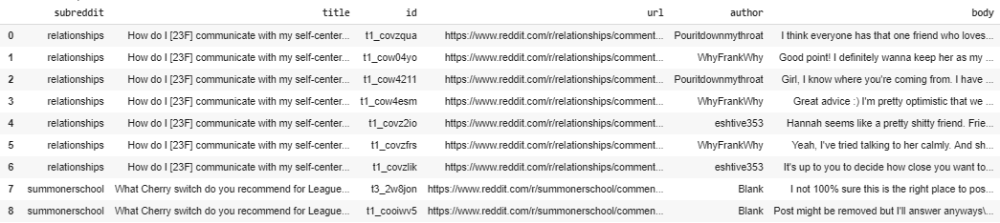 subreddit title id url author body
0 relationships How do I [23F] communicate with my self-center... t1_covzqua https://www.reddit.com/r/relationships/comment... Pouritdownmythroat I think everyone has that one friend who loves...
1 relationships How do I [23F] communicate with my self-center... t1_cow04yo https://www.reddit.com/r/relationships/comment... WhyFrankWhy Good point! I definitely wanna keep her as my ...
2 relationships How do I [23F] communicate with my self-center... t1_cow4211 https://www.reddit.com/r/relationships/comment... Pouritdownmythroat Girl, I know where you're coming from. I have ...
3 relationships How do I [23F] communicate with my self-center... t1_cow4esm https://www.reddit.com/r/relationships/comment... WhyFrankWhy Great advice :) I'm pretty optimistic that we ...
4 relationships How do I [23F] communicate with my self-center... t1_covz2io https://www.reddit.com/r/relationships/comment... eshtive353 Hannah seems like a pretty shitty friend. Frie...
5 relationships How do I [23F] communicate with my self-center... t1_covzfrs https://www.reddit.com/r/relationships/comment... WhyFrankWhy Yeah, I've tried talking to her calmly. And sh...
6 relationships How do I [23F] communicate with my self-center... t1_covzlik https://www.reddit.com/r/relationships/comment... eshtive353 It's up to you to decide how close you want to...
7 summonerschool What Cherry switch do you recommend for League... t3_2w8jon https://www.reddit.com/r/summonerschool/commen... Blank I not 100% sure this is the right place to pos...
8 summonerschool What Cherry switch do you recommend for League... t1_cooiwv5 https://www.reddit.com/r/summonerschool/commen... Blank Post might be removed but I'll answer anyways\...